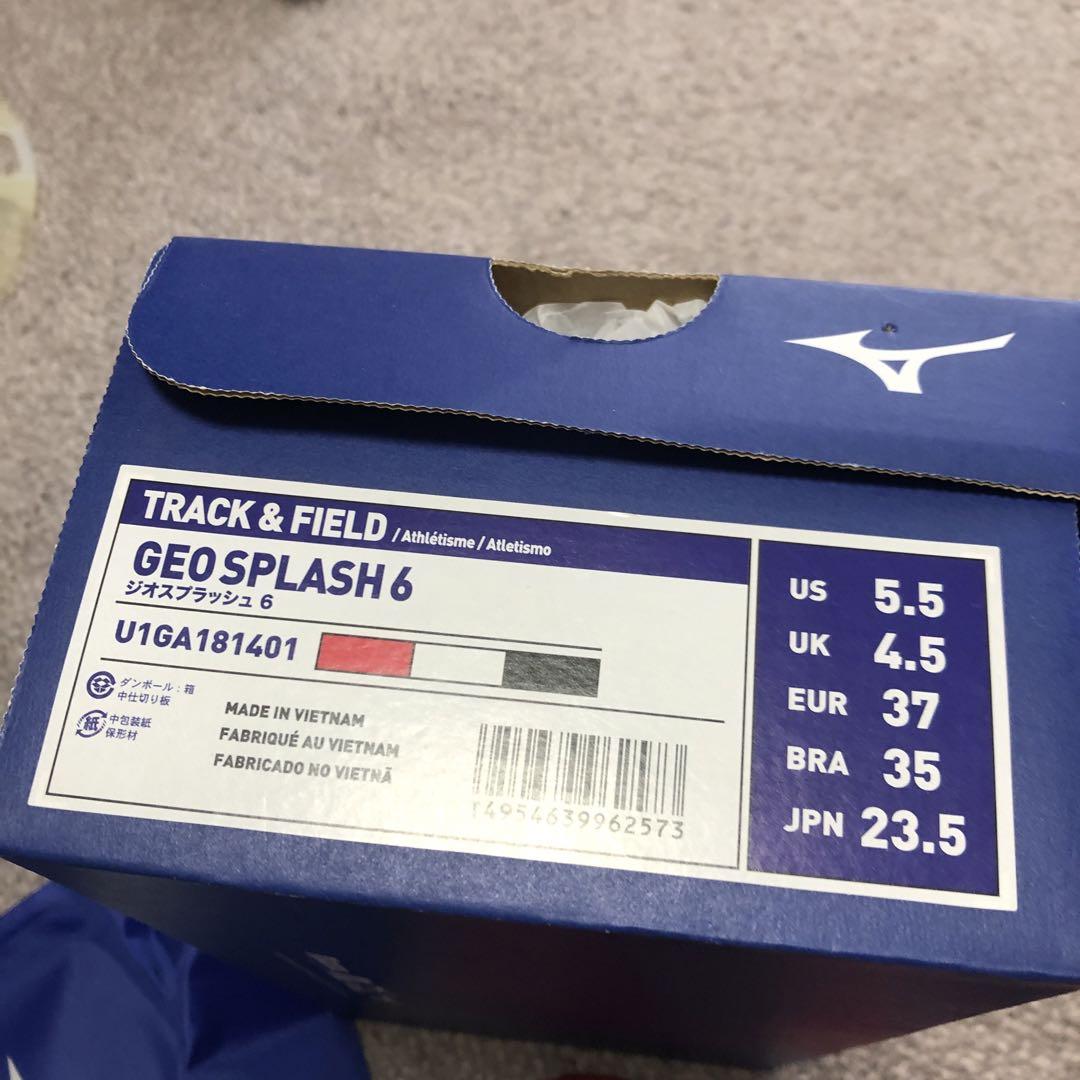 TRACK & FIELD / Athlétisme / Atletismo
GEO SPLASH 6
ジオスプラッシュ 6
U1GA181401
ダンボール：箱
中仕切り板
紙
中包装紙
保形材
MADE IN VIETNAM
FABRIQUÉ AU VIETNAM
FABRICADO NO VIETNÃ
4954639962573
US 5.5
UK 4.5
EUR 37
BRA 35
JPN 23.5